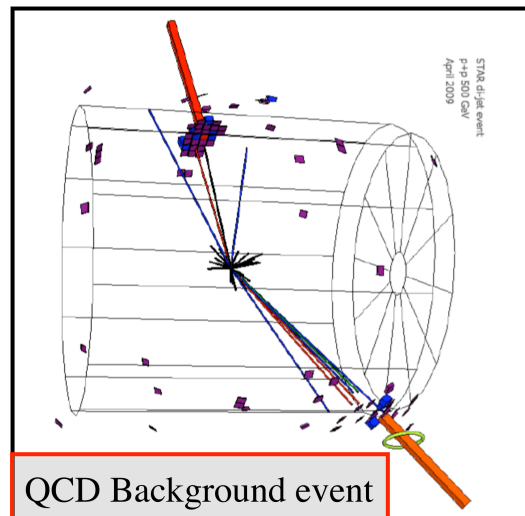 STAR di-jet event
p+p 500 GeV
April 2009
QCD Background event